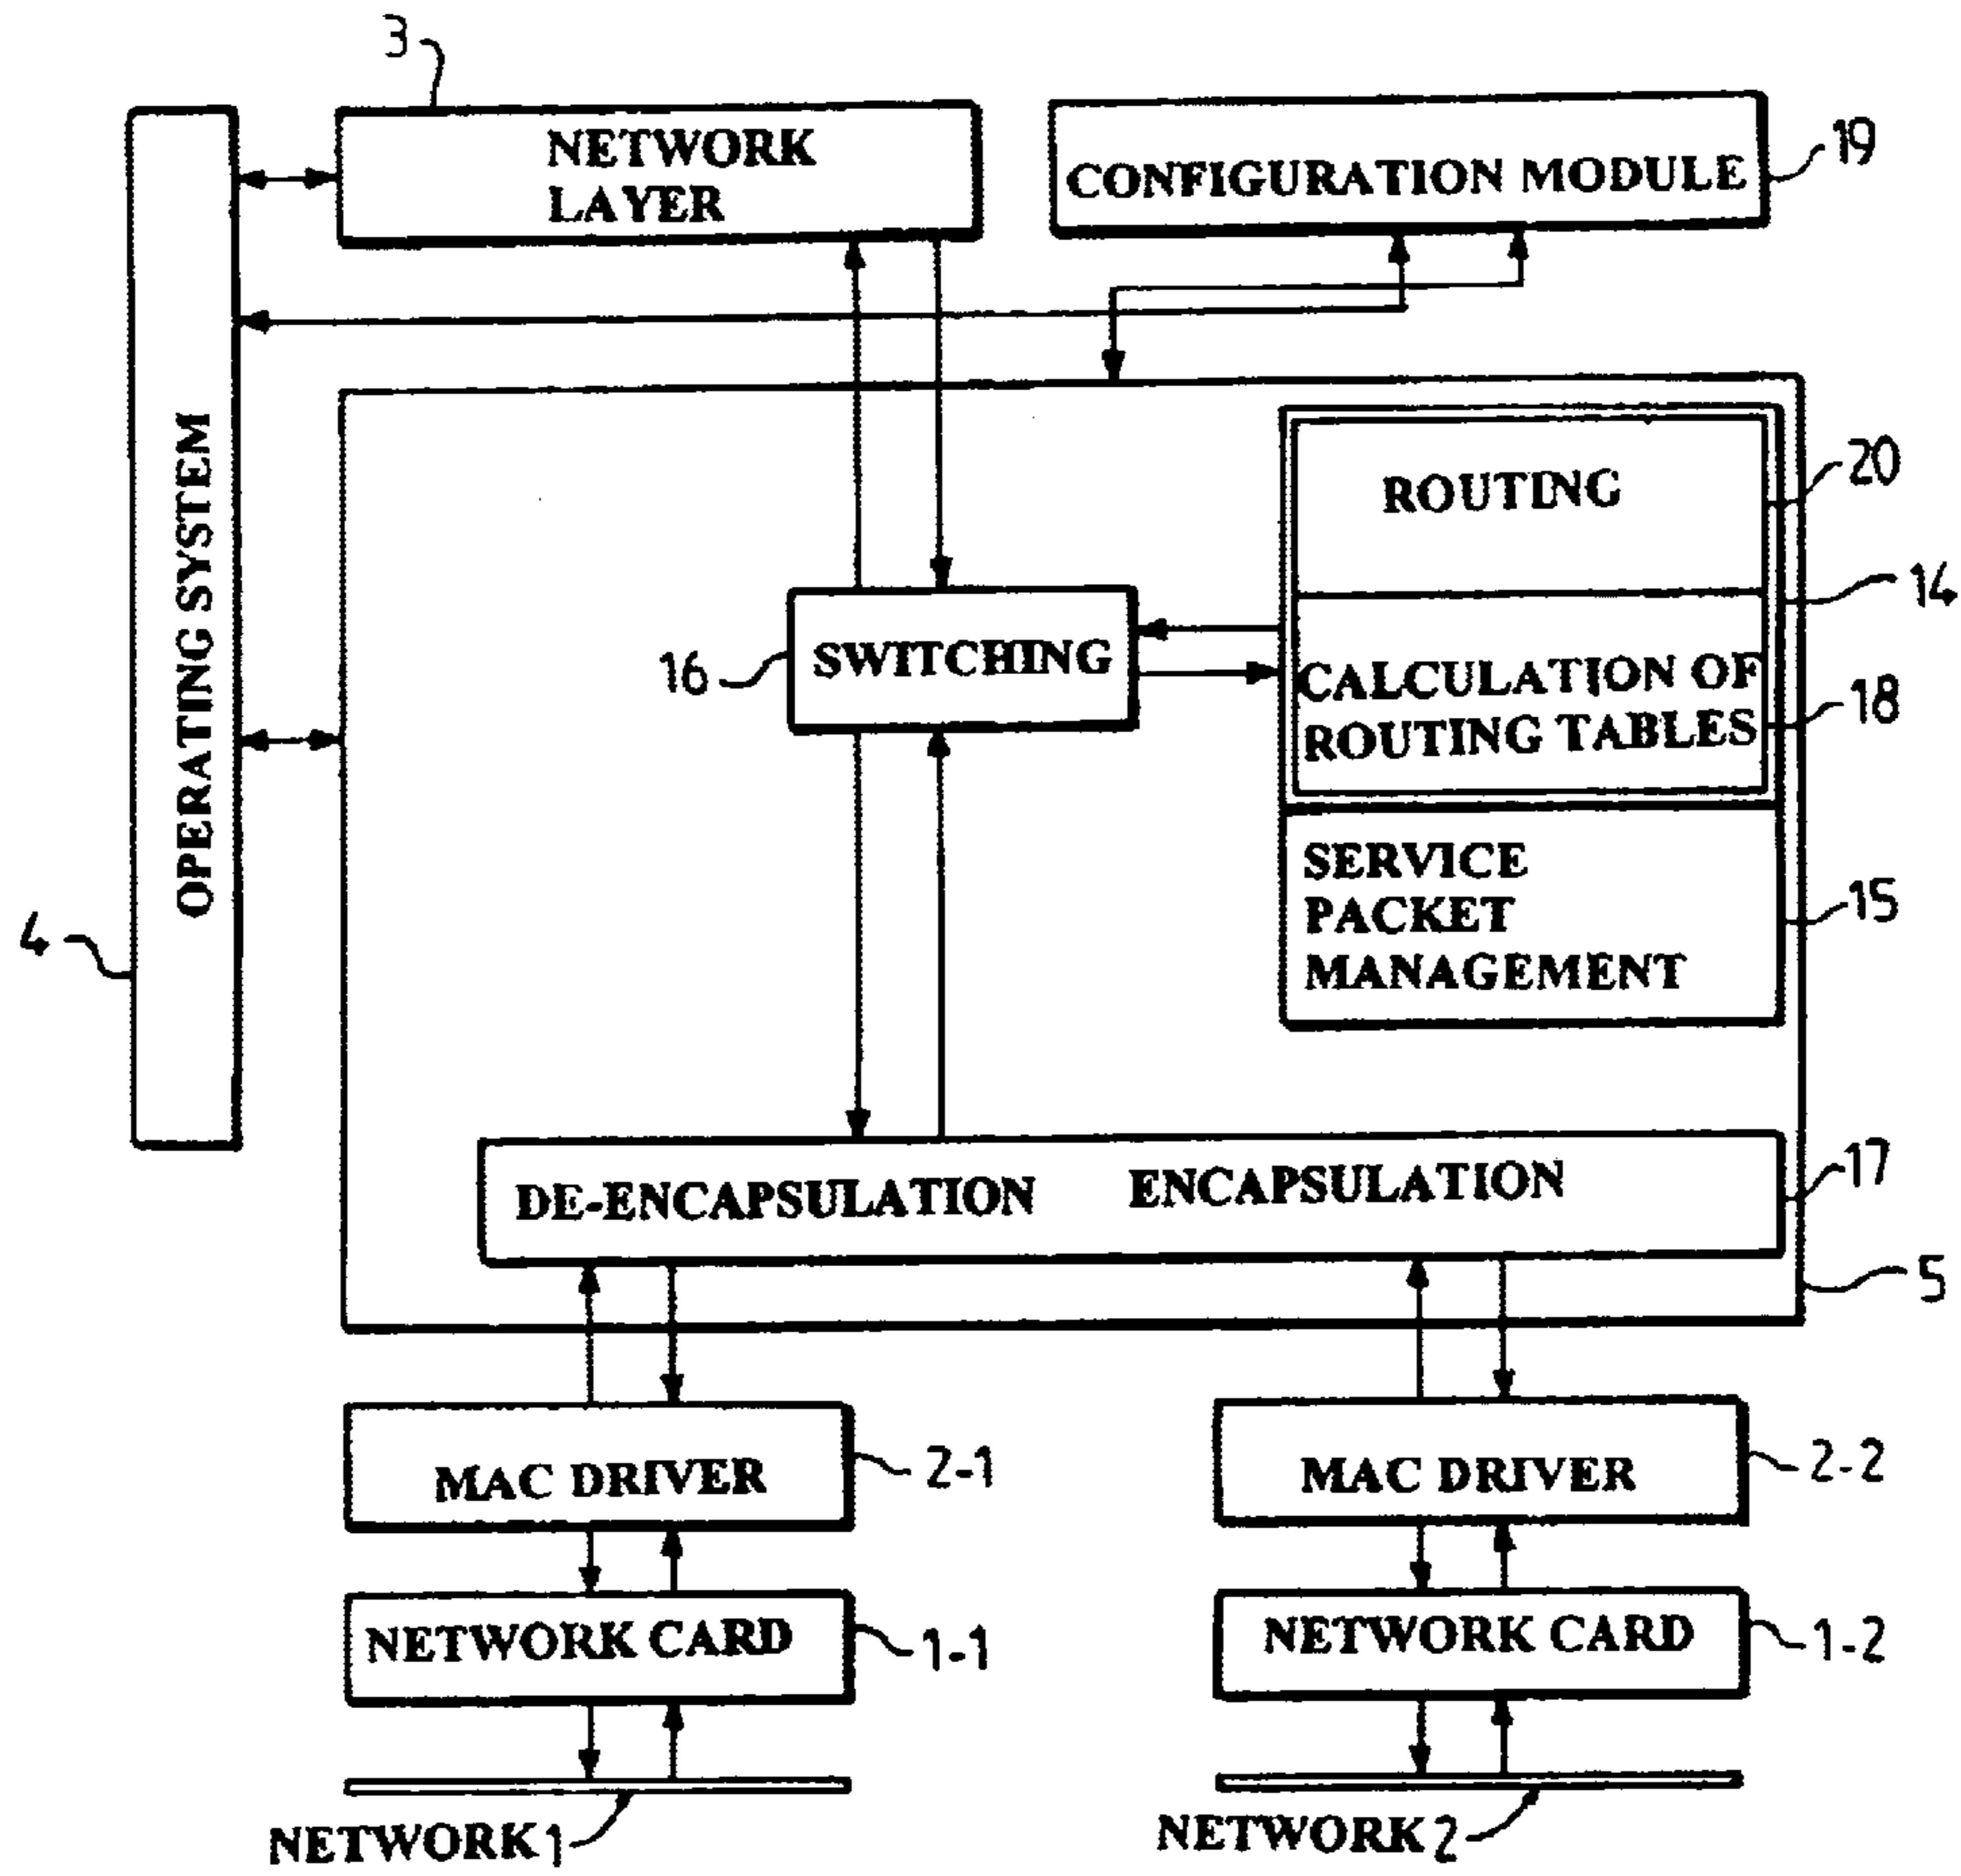 3
NETWORK
LAYER
CONFIGURATION MODULE
19
OPERATING SYSTEM
4
ROUTING
20
14
16
SWITCHING
CALCULATION OF
ROUTING TABLES
18
SERVICE
PACKET
MANAGEMENT
15
DE-ENCAPSULATION ENCAPSULATION
17
5
MAC DRIVER
2-1
MAC DRIVER
2-2
NETWORK CARD
1-1
NETWORK CARD
1-2
NETWORK 1
NETWORK 2